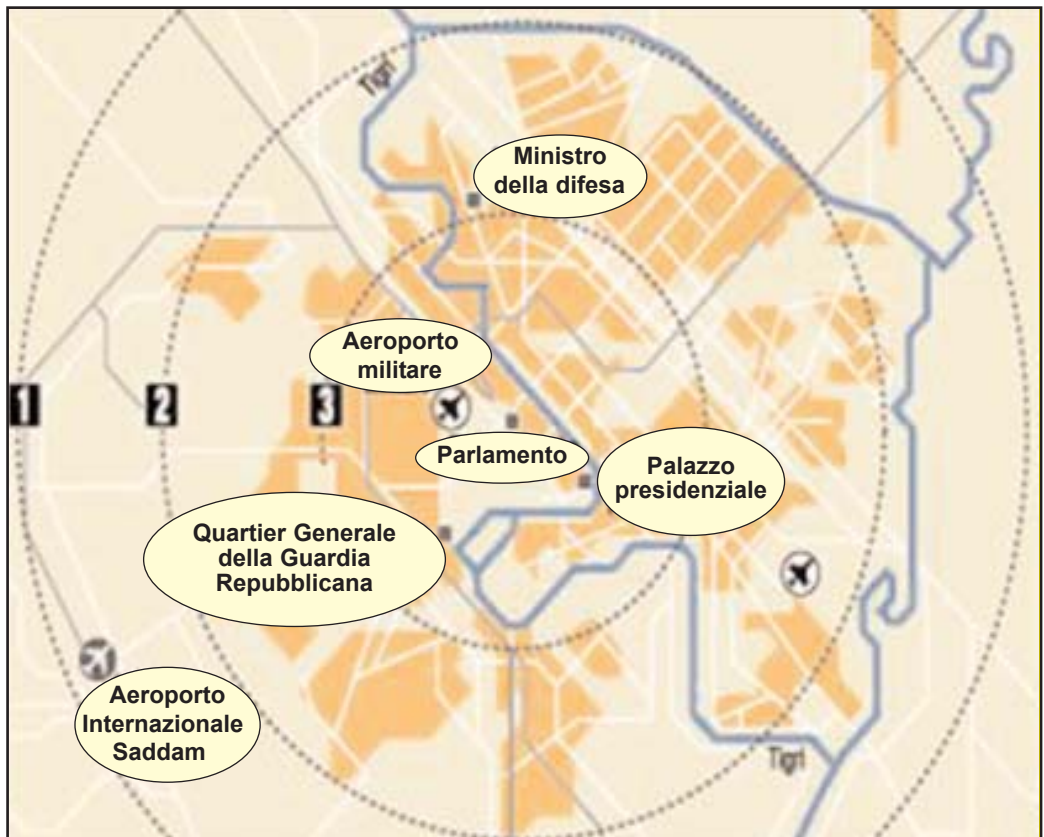 Tigri
Ministro
della difesa
Aeroporto
militare
1 2 3
Parlamento
Palazzo
presidenziale
Quartier Generale
della Guardia
Repubblicana
Aeroporto
Internazionale
Saddam
Tigri